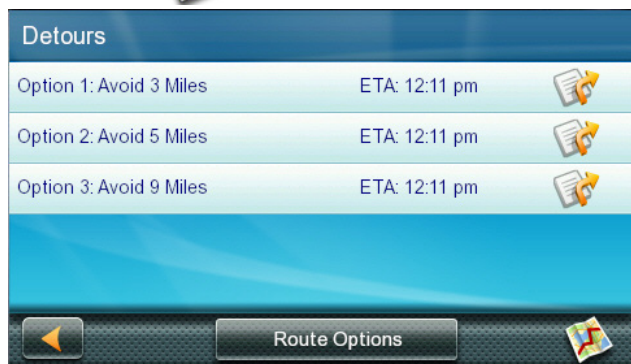 Detours
Option 1: Avoid 3 Miles ETA: 12:11 pm
Option 2: Avoid 5 Miles ETA: 12:11 pm
Option 3: Avoid 9 Miles ETA: 12:11 pm
Route Options